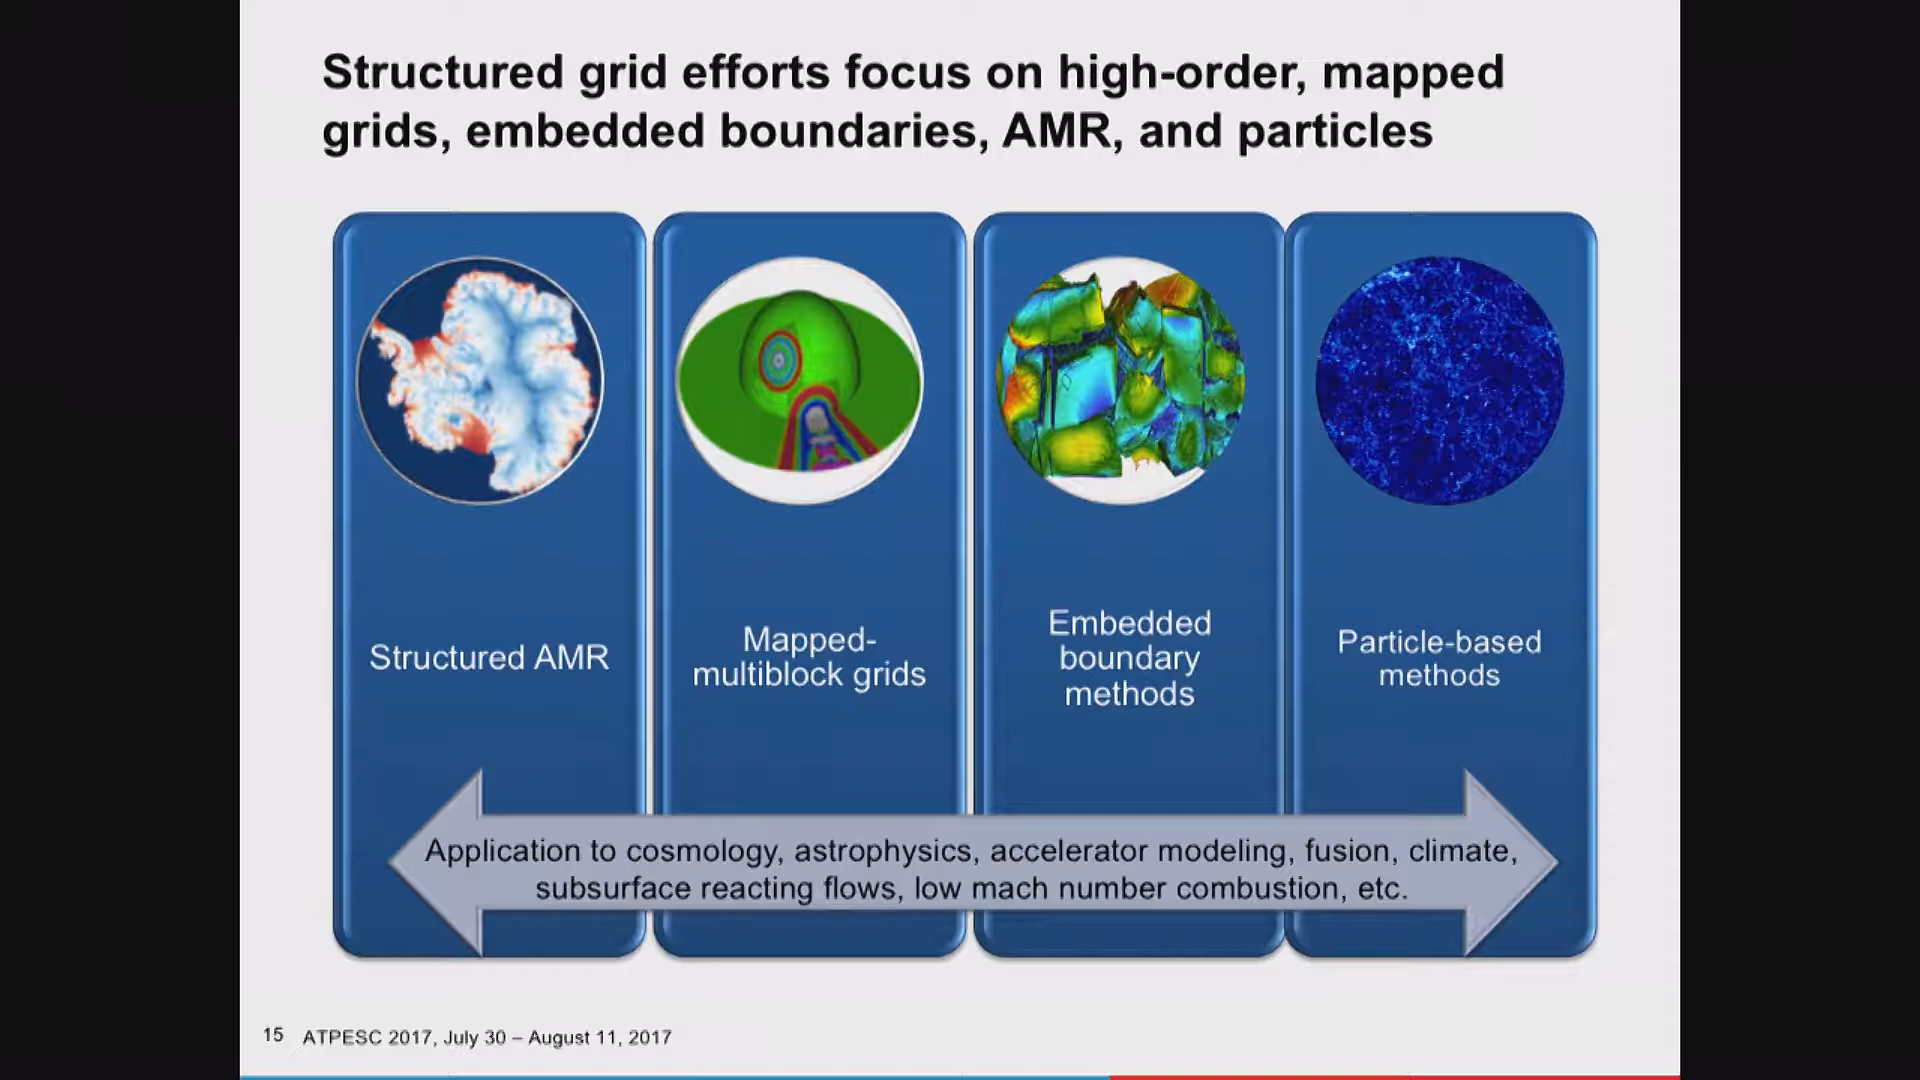 Structured grid efforts focus on high-order, mapped
grids, embedded boundaries, AMR, and particles
Structured AMR
Mapped-
multiblock grids
Embedded
boundary
methods
Particle-based
methods
Application to cosmology, astrophysics, accelerator modeling, fusion, climate,
subsurface reacting flows, low mach number combustion, etc.
15 ATPESC 2017, July 30 – August 11, 2017